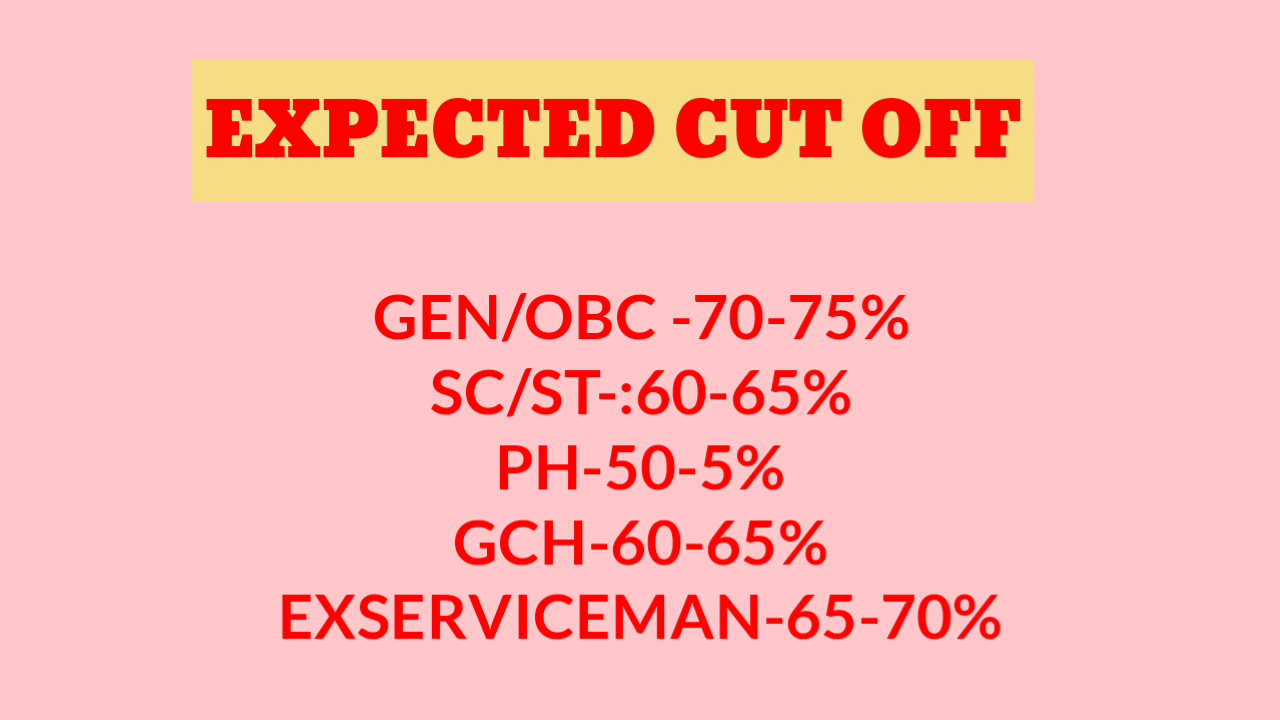 EXPECTED CUT OFF
GEN/OBC -70-75%
SC/ST-:60-65%
PH-50-5%
GCH-60-65%
EXSERVICEMAN-65-70%